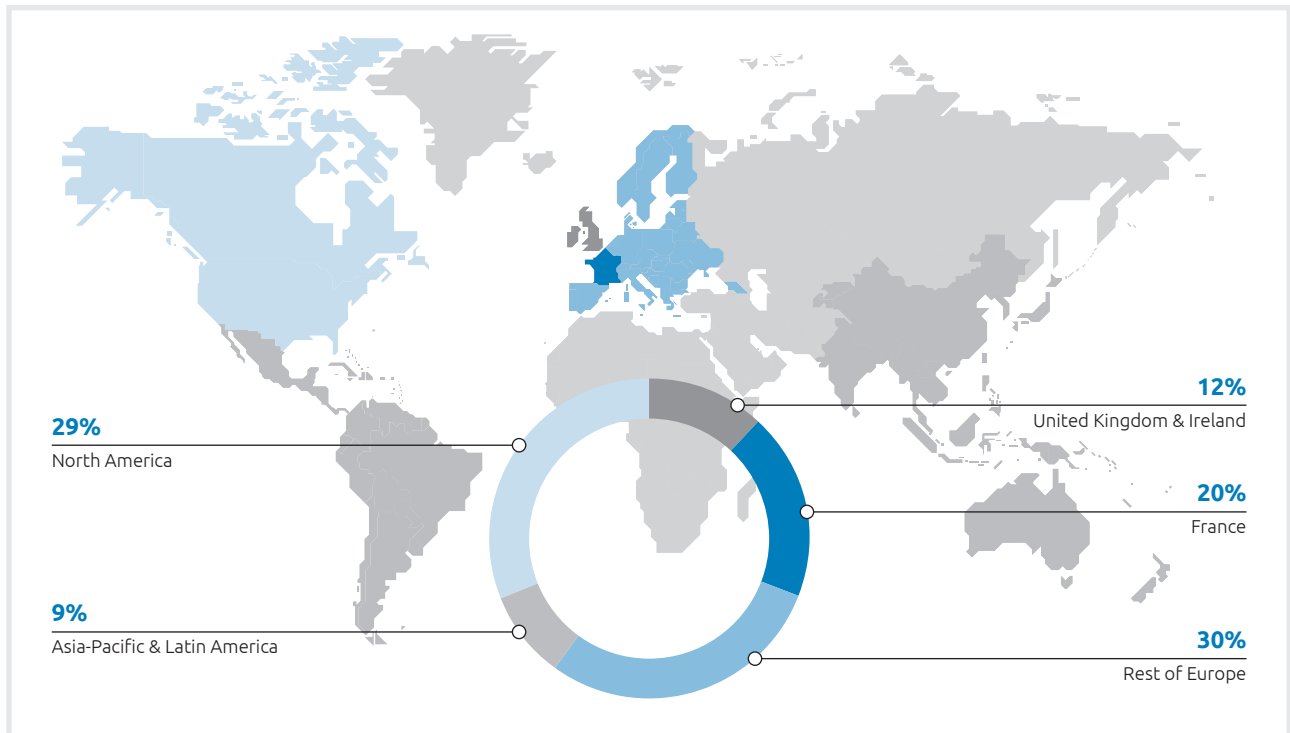 29%
North America
9%
Asia-Pacific & Latin America
12%
United Kingdom & Ireland
20%
France
30%
Rest of Europe